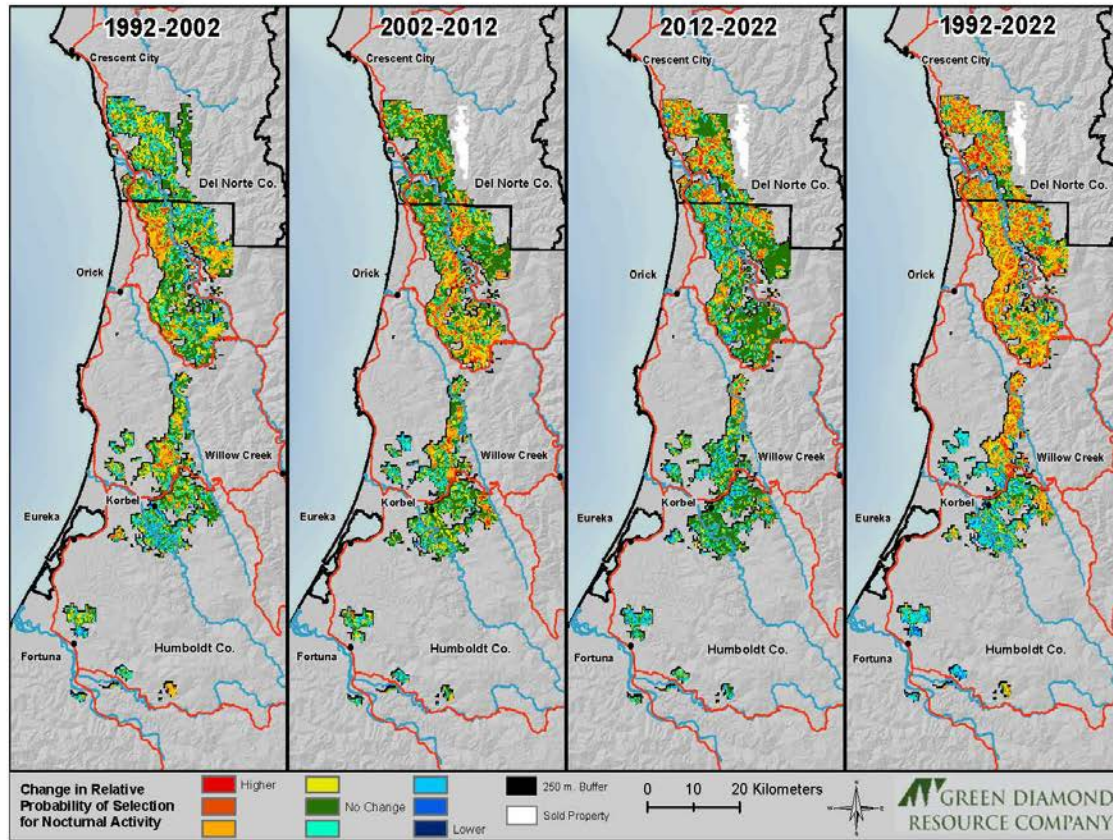 1992-2002
Crescent City
Del Norte Co.
Orick
Willow Creek
Korbel
Eureka
Humboldt Co.
Fortuna
2002-2012
Crescent City
Del Norte Co.
Orick
Willow Creek
Korbel
Eureka
Humboldt Co.
Fortuna
2012-2022
Crescent City
Del Norte Co.
Orick
Willow Creek
Korbel
Eureka
Humboldt Co.
Fortuna
1992-2022
Crescent City
Del Norte Co.
Orick
Willow Creek
Korbel
Eureka
Humboldt Co.
Fortuna
Change in Relative
Probability of Selection
for Nocturnal Activity
Higher
No Change
Lower
250 m. Buffer
Sold Property
0 10 20 Kilometers
GREEN DIAMOND
RESOURCE COMPANY